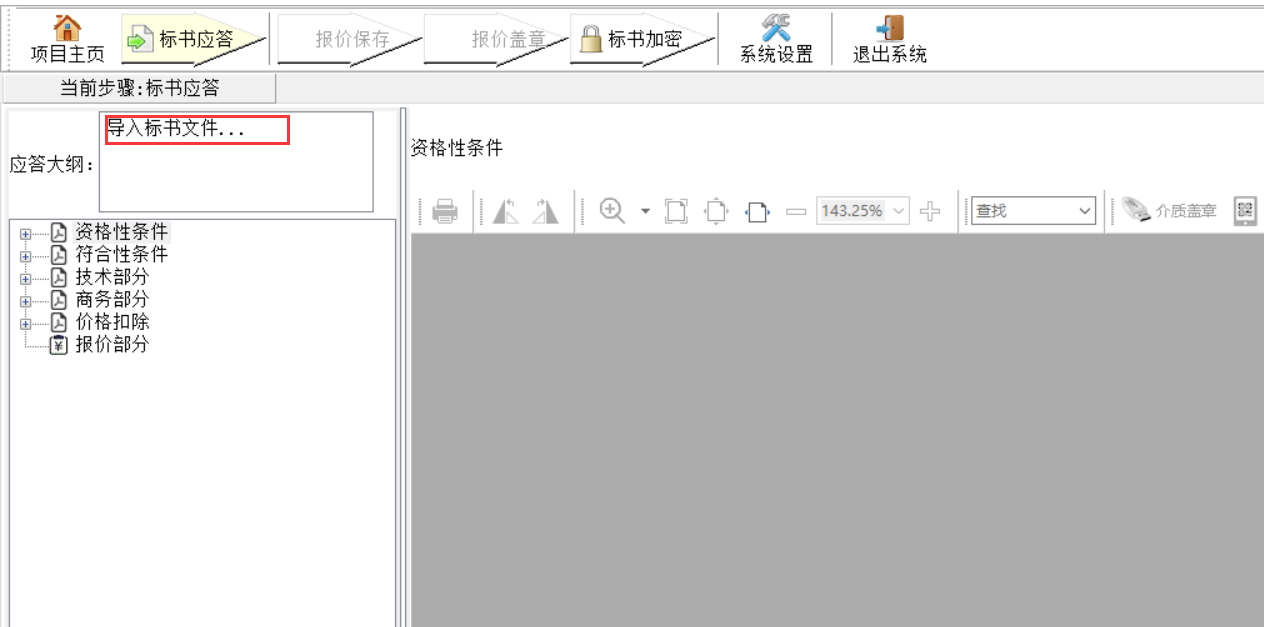 项目主页
标书应答
报价保存
报价盖章
标书加密
系统设置
退出系统
当前步骤:标书应答
应答大纲:
导入标书文件...
资格性条件
符合性条件
技术部分
商务部分
价格扣除
报价部分
资格性条件
143.25%
查找
介质盖章